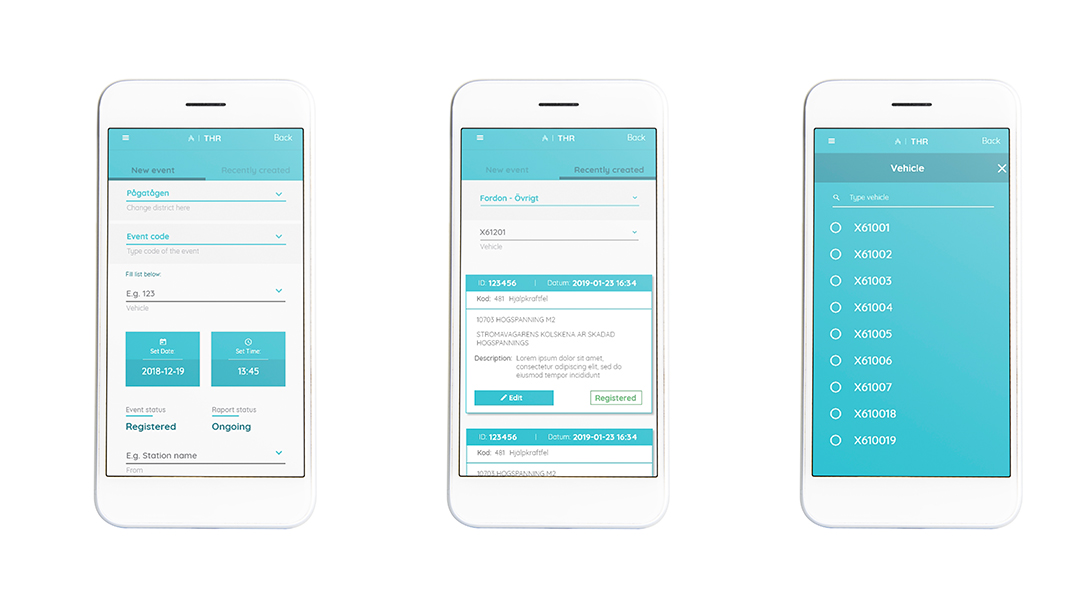 THR
Back
New event
Recently created
Pågatågen
Change district here
Event code
Type code of the event
Fill list below:
E.g. 123
Vehicle
Set Date:
2018-12-19
Set Time:
13:45
Event status
Registered
Raport status
Ongoing
E.g. Station name
From
THR
Back
New event
Recently created
Fordon - Övrigt
X61201
Vehicle
ID: 123456 | Datum: 2019-01-23 16:34
Kod: 481 Hjälpkraftfel
10703 HOGSPANNING M2
STROMAVAGARENS KOLSKENA AR SKADAD
HOGSPANNINGS
Description: Lorem ipsum dolor sit amet,
consectetur adipiscing elit, sed do
eiusmod tempor incididunt
Edit
Registered
ID: 123456 | Datum: 2019-01-23 16:34
Kod: 481 Hjälpkraftfel
10703 HOGSPANNING M2
THR
Back
Vehicle
Type vehicle
X61001
X61002
X61003
X61004
X61005
X61006
X61007
X610018
X610019